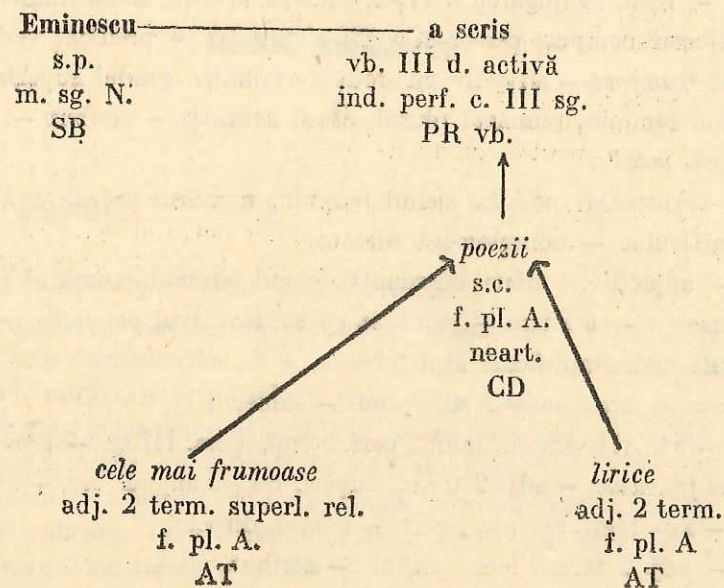 Eminescu a scris
s.p. vb. III d. activă
m. sg. N. ind. perf. c. III sg.
SB PR vb.
poezii
s.c.
f. pl. A.
neart.
CD
cele mai frumoase lirice
adj. 2 term. superl. rel. adj. 2 term.
f. pl. A. f. pl. A
AT AT